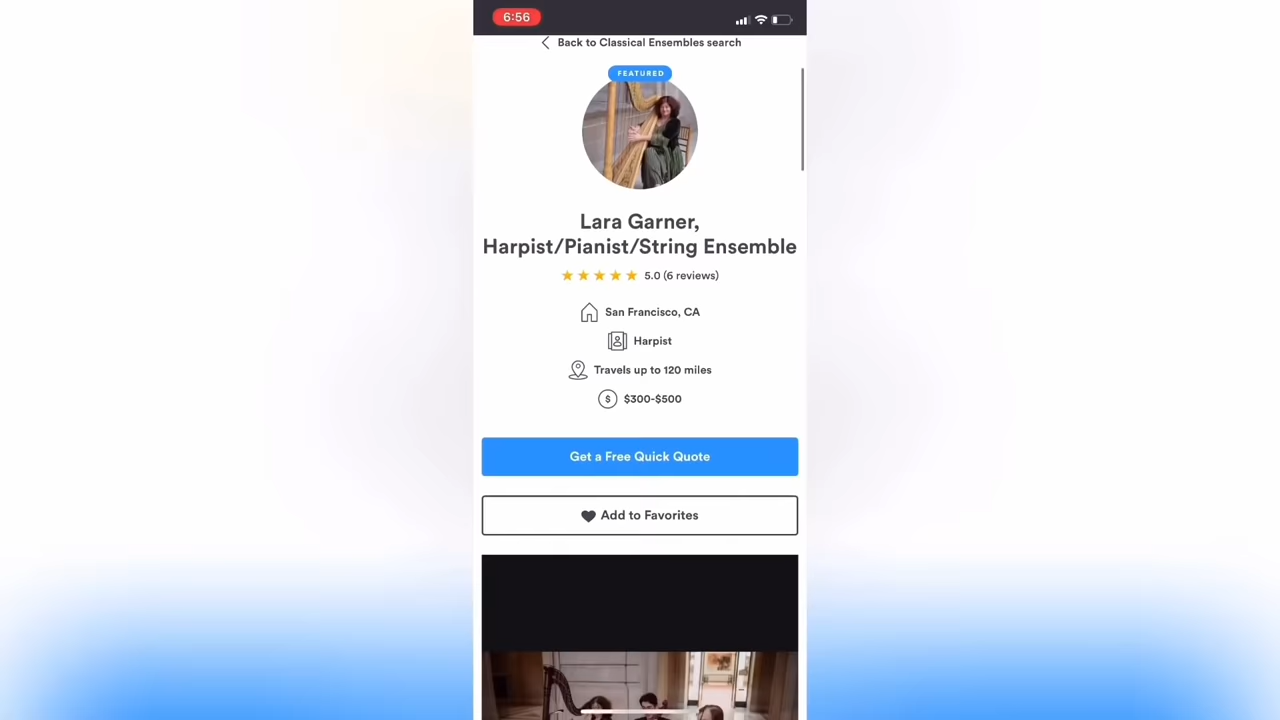 6:56
Back to Classical Ensembles search
FEATURED
Lara Garner,
Harpist/Pianist/String Ensemble
5.0 (6 reviews)
San Francisco, CA
Harpist
Travels up to 120 miles
$ $300-$500
Get a Free Quick Quote
Add to Favorites